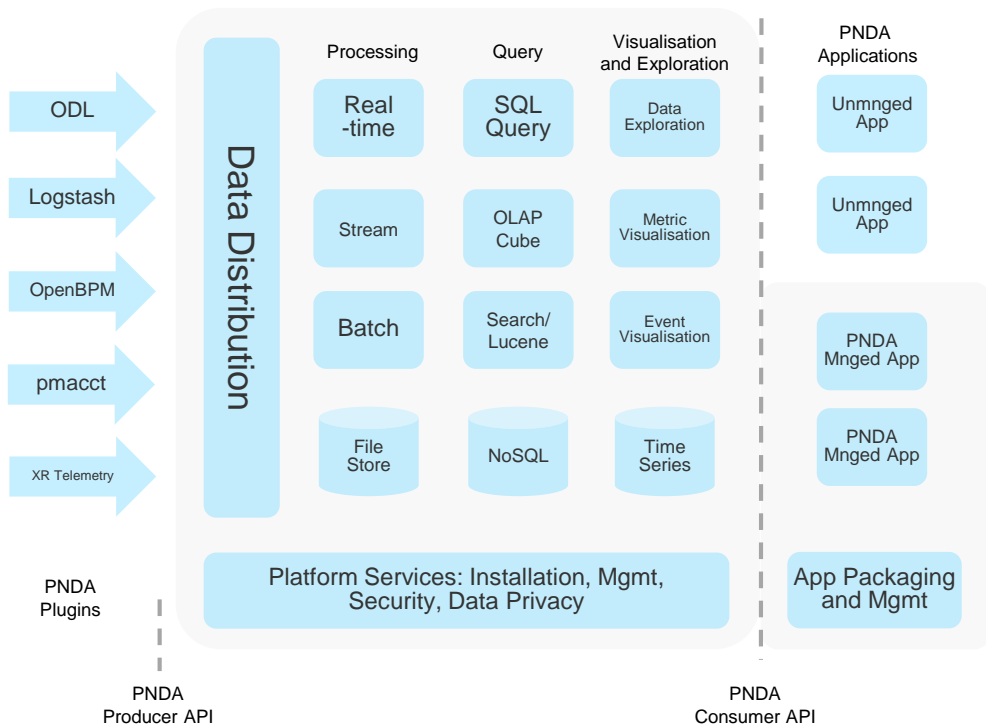 Processing
Query
Visualisation
and Exploration
PNDA
Applications
ODL
Logstash
OpenBPM
pmacct
XR Telemetry
PNDA
Plugins
Data Distribution
Real
-time
SQL
Query
Data
Exploration
Stream
OLAP
Cube
Metric
Visualisation
Batch
Search/
Lucene
Event
Visualisation
File
Store
NoSQL
Time
Series
Platform Services: Installation, Mgmt,
Security, Data Privacy
Unmnged
App
Unmnged
App
PNDA
Mnged App
PNDA
Mnged App
App Packaging
and Mgmt
PNDA
Producer API
PNDA
Consumer API